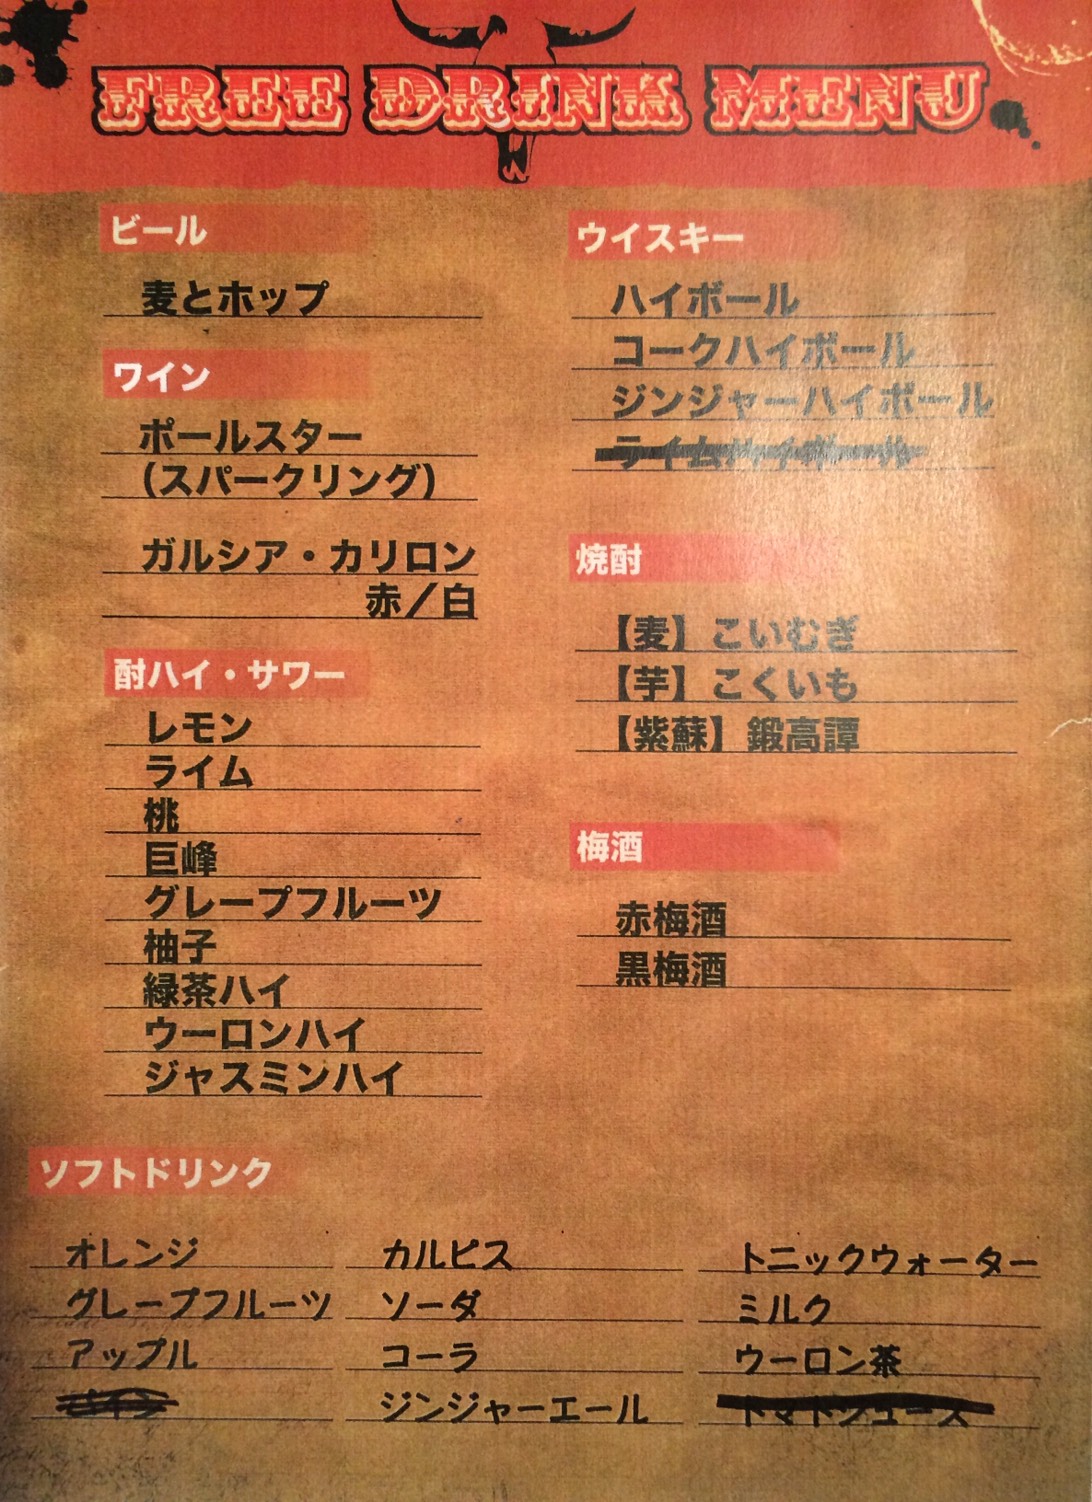 FREE DRINK MENU
ビール
麦とホップ
ワイン
ポールスター
（スパークリング）
ガルシア・カリロン
赤／白
酎ハイ・サワー
レモン
ライム
桃
巨峰
グレープフルーツ
柚子
緑茶ハイ
ウーロンハイ
ジャスミンハイ
ウイスキー
ハイボール
コークハイボール
ジンジャーハイボール
ライムハイボール
焼酎
【麦】こいむぎ
【芋】こくいも
【紫蘇】鍛高譚
梅酒
赤梅酒
黒梅酒
ソフトドリンク
オレンジ
グレープフルーツ
アップル
カルピス
ソーダ
コーラ
ジンジャーエール
トニックウォーター
ミルク
ウーロン茶
トマトジュース